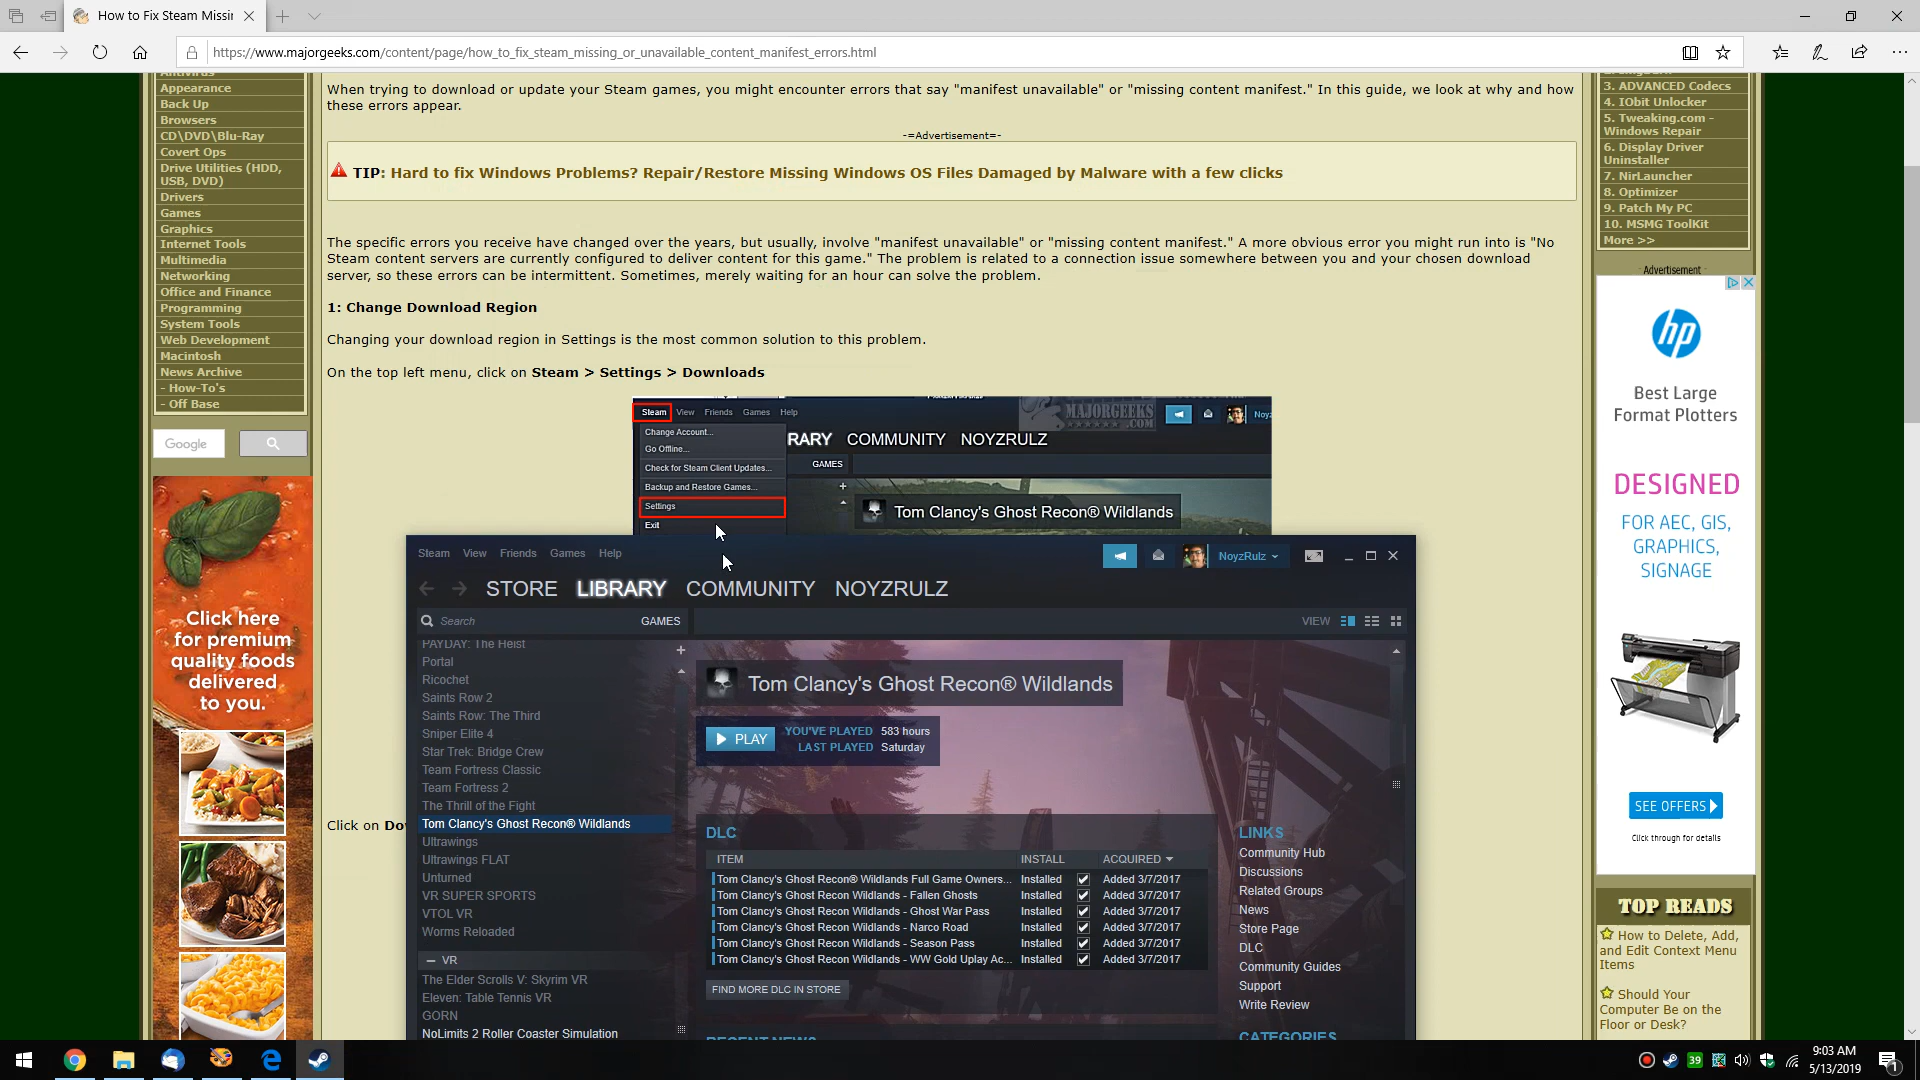 How to Fix Steam Missin
https://www.majorgeeks.com/content/page/how_to_fix_steam_missing_or_unavailable_content_manifest_errors.html
Antivirus
Appearance
Back Up
Browsers
CD\DVD\Blu-Ray
Covert Ops
Drive Utilities (HDD,
USB, DVD)
Drivers
Games
Graphics
Internet Tools
Multimedia
Networking
Office and Finance
Programming
System Tools
Web Development
Macintosh
News Archive
- How-To's
- Off Base
Google
Click here
for premium
quality foods
delivered
to you.
When trying to download or update your Steam games, you might encounter errors that say "manifest unavailable" or "missing content manifest." In this guide, we look at why and how
these errors appear.
-=Advertisement=-
TIP: Hard to fix Windows Problems? Repair/Restore Missing Windows OS Files Damaged by Malware with a few clicks
The specific errors you receive have changed over the years, but usually, involve "manifest unavailable" or "missing content manifest." A more obvious error you might run into is "No
Steam content servers are currently configured to deliver content for this game." The problem is related to a connection issue somewhere between you and your chosen download
server, so these errors can be intermittent. Sometimes, merely waiting for an hour can solve the problem.
1: Change Download Region
Changing your download region in Settings is the most common solution to this problem.
On the top left menu, click on Steam > Settings > Downloads
Steam View Friends Games Help
MAJORGEEKS
.COM
Noyz
Change Account...
Go Offline...
Check for Steam Client Updates...
Backup and Restore Games...
Settings
Exit
RARY COMMUNITY NOYZRULZ
GAMES
Tom Clancy's Ghost Recon® Wildlands
Click on Do
Steam View Friends Games Help
NoyzRulz
STORE LIBRARY COMMUNITY NOYZRULZ
Search GAMES
VIEW
PAYDAY: The Heist
Portal
Ricochet
Saints Row 2
Saints Row: The Third
Sniper Elite 4
Star Trek: Bridge Crew
Team Fortress Classic
Team Fortress 2
The Thrill of the Fight
Tom Clancy's Ghost Recon® Wildlands
Ultrawings
Ultrawings FLAT
Unturned
VR SUPER SPORTS
VTOL VR
Worms Reloaded
– VR
The Elder Scrolls V: Skyrim VR
Eleven: Table Tennis VR
GORN
NoLimits 2 Roller Coaster Simulation
Tom Clancy's Ghost Recon® Wildlands
PLAY
YOU'VE PLAYED 583 hours
LAST PLAYED Saturday
DLC
ITEM INSTALL ACQUIRED
Tom Clancy's Ghost Recon® Wildlands Full Game Owners... Installed Added 3/7/2017
Tom Clancy's Ghost Recon Wildlands - Fallen Ghosts Installed Added 3/7/2017
Tom Clancy's Ghost Recon Wildlands - Ghost War Pass Installed Added 3/7/2017
Tom Clancy's Ghost Recon Wildlands - Narco Road Installed Added 3/7/2017
Tom Clancy's Ghost Recon Wildlands - Season Pass Installed Added 3/7/2017
Tom Clancy's Ghost Recon Wildlands - WW Gold Uplay Ac... Installed Added 3/7/2017
FIND MORE DLC IN STORE
RECENT NEWS
LINKS
Community Hub
Discussions
Related Groups
News
Store Page
DLC
Community Guides
Support
Write Review
CATEGORIES
3. ADVANCED Codecs
4. IObit Unlocker
5. Tweaking.com -
Windows Repair
6. Display Driver
Uninstaller
7. NirLauncher
8. Optimizer
9. Patch My PC
10. MSMG ToolKit
More >>
Advertisement
hp
Best Large
Format Plotters
DESIGNED
FOR AEC, GIS,
GRAPHICS,
SIGNAGE
SEE OFFERS
Click through for details
TOP READS
How to Delete, Add,
and Edit Context Menu
Items
Should Your
Computer Be on the
Floor or Desk?
39
9:03 AM
5/13/2019
1